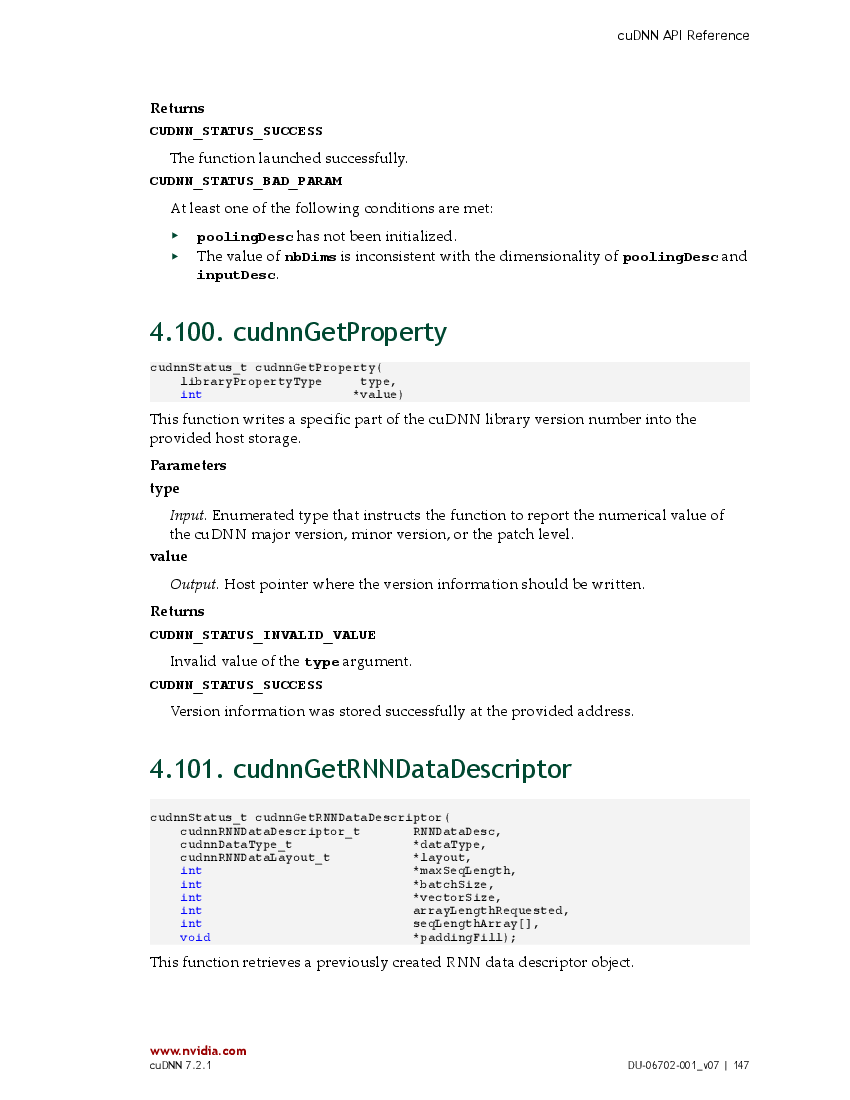 cuDNN API Reference
Returns
CUDNN_STATUS_SUCCESS
The function launched successfully.
CUDNN_STATUS_BAD_PARAM
At least one of the following conditions are met:
▸ poolingDesc has not been initialized.
▸ The value of nbDims is inconsistent with the dimensionality of poolingDesc and
inputDesc.
4.100. cudnnGetProperty
cudnnStatus_t cudnnGetProperty(
    libraryPropertyType     type,
    int                    *value)
This function writes a specific part of the cuDNN library version number into the
provided host storage.
Parameters
type
Input. Enumerated type that instructs the function to report the numerical value of
the cuDNN major version, minor version, or the patch level.
value
Output. Host pointer where the version information should be written.
Returns
CUDNN_STATUS_INVALID_VALUE
Invalid value of the type argument.
CUDNN_STATUS_SUCCESS
Version information was stored successfully at the provided address.
4.101. cudnnGetRNNDataDescriptor
cudnnStatus_t cudnnGetRNNDataDescriptor(
    cudnnRNNDataDescriptor_t       RNNDataDesc,
    cudnnDataType_t                *dataType,
    cudnnRNNDataLayout_t           *layout,
    int                            *maxSeqLength,
    int                            *batchSize,
    int                            *vectorSize,
    int                            arrayLengthRequested,
    int                            seqLengthArray[],
    void                           *paddingFill);
This function retrieves a previously created RNN data descriptor object.
www.nvidia.com
cuDNN 7.2.1 DU-06702-001_v07 | 147